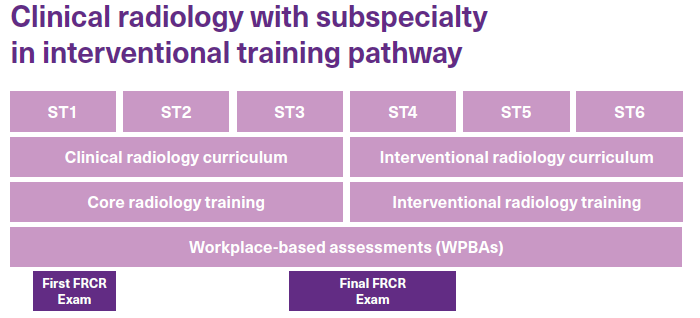 Clinical radiology with subspecialty
in interventional training pathway
ST1 ST2 ST3 ST4 ST5 ST6
Clinical radiology curriculum Interventional radiology curriculum
Core radiology training Interventional radiology training
Workplace-based assessments (WPBAs)
First FRCR
Exam
Final FRCR
Exam